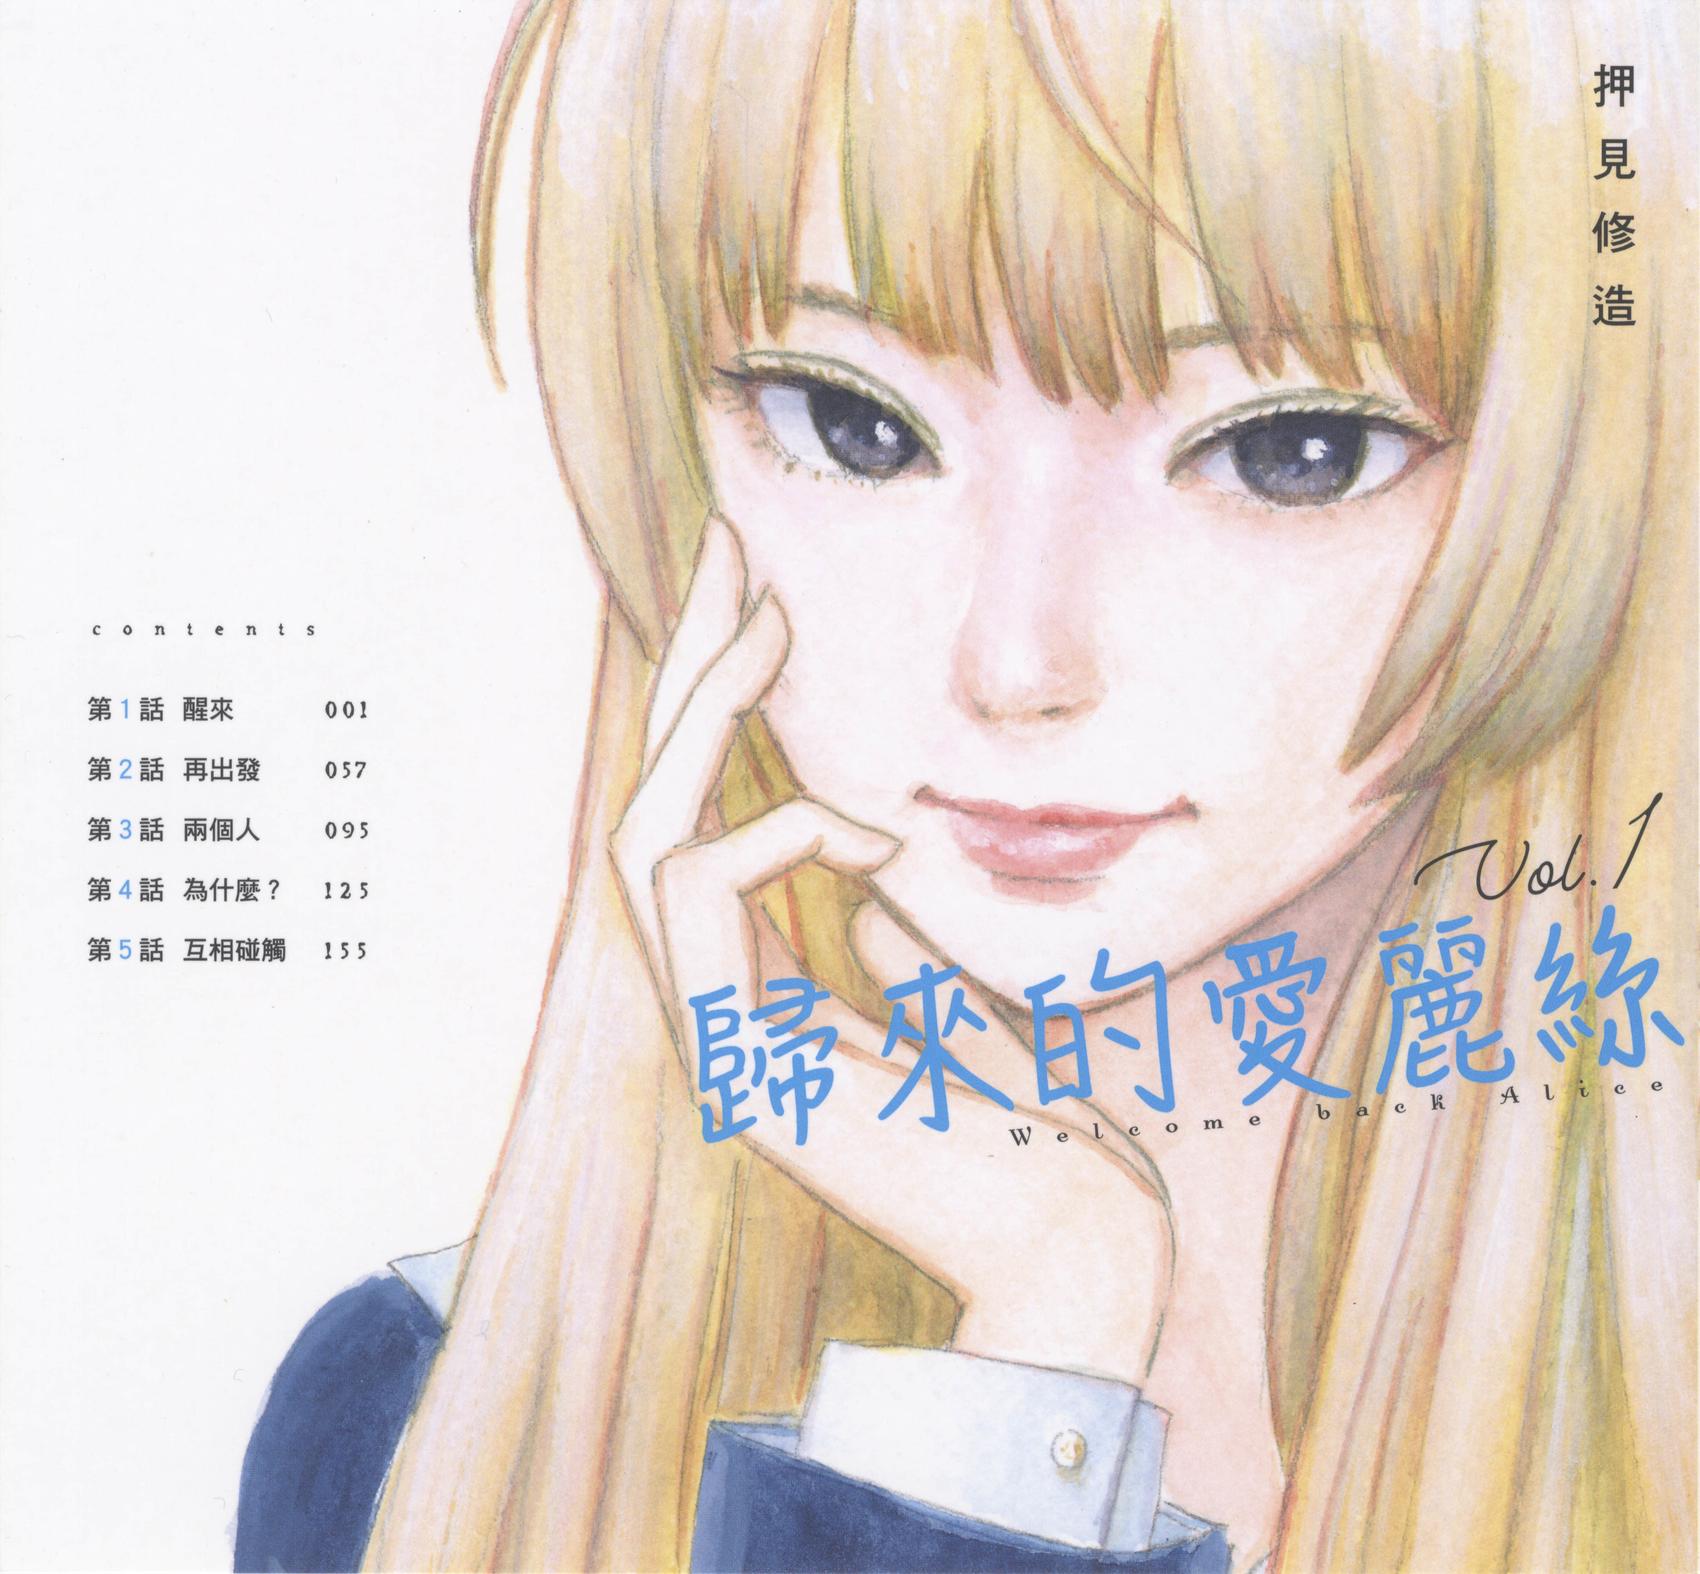 押見修造
Vol.1
歸來的愛麗絲
Welcome back Alice
contents
第1話 醒來 001
第2話 再出發 057
第3話 兩個人 095
第4話 為什麼？ 125
第5話 互相碰觸 155